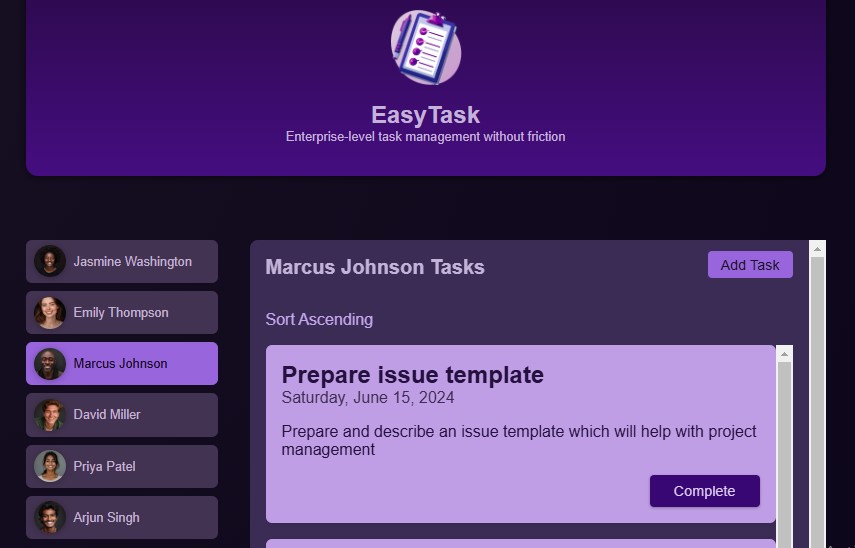 EasyTask
Enterprise-level task management without friction
Jasmine Washington
Emily Thompson
Marcus Johnson
David Miller
Priya Patel
Arjun Singh
Marcus Johnson Tasks
Add Task
Sort Ascending
Prepare issue template
Saturday, June 15, 2024
Prepare and describe an issue template which will help with project
management
Complete